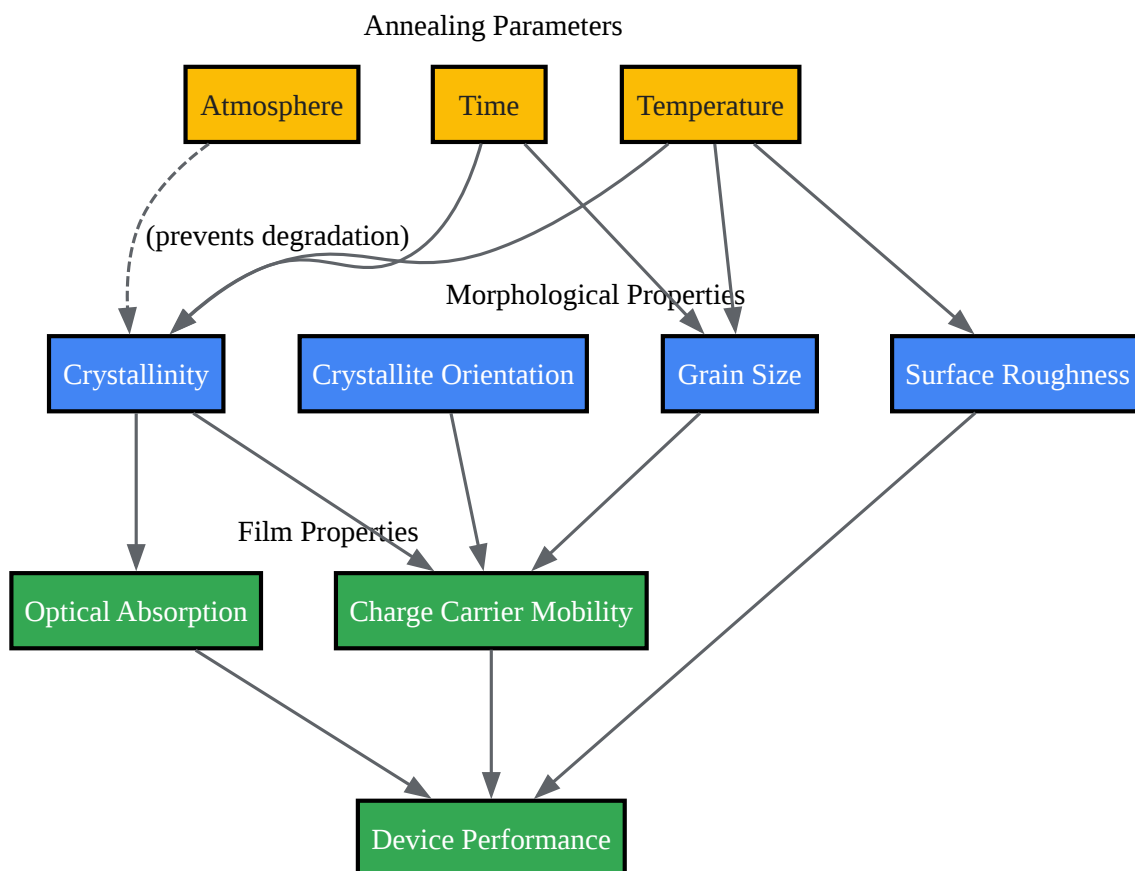 Annealing Parameters
Atmosphere
Time
Temperature
(prevents degradation)
Morphological Properties
Crystallinity
Crystallite Orientation
Grain Size
Surface Roughness
Film Properties
Optical Absorption
Charge Carrier Mobility
Device Performance